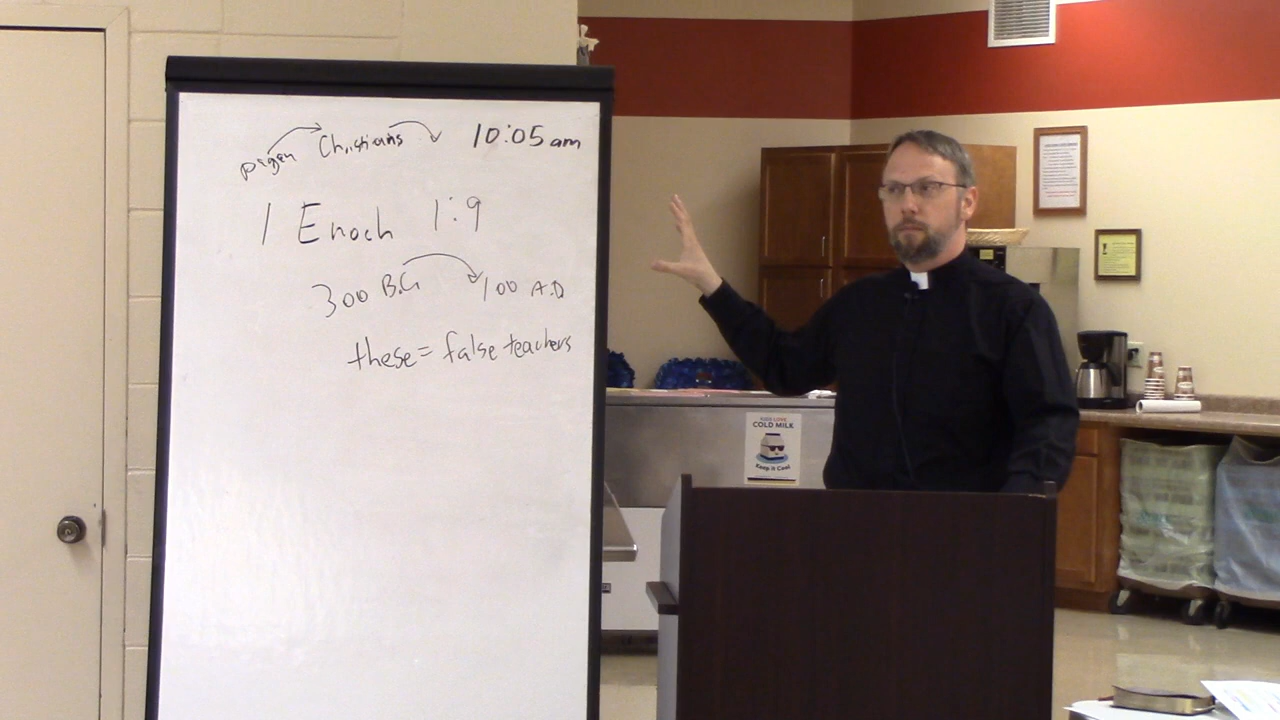 pagan Christians 10:05 am
1 Enoch 1:9
300 B.C 100 A.D
these = false teachers
KIDS LOVE
COLD MILK
Keep it Cool